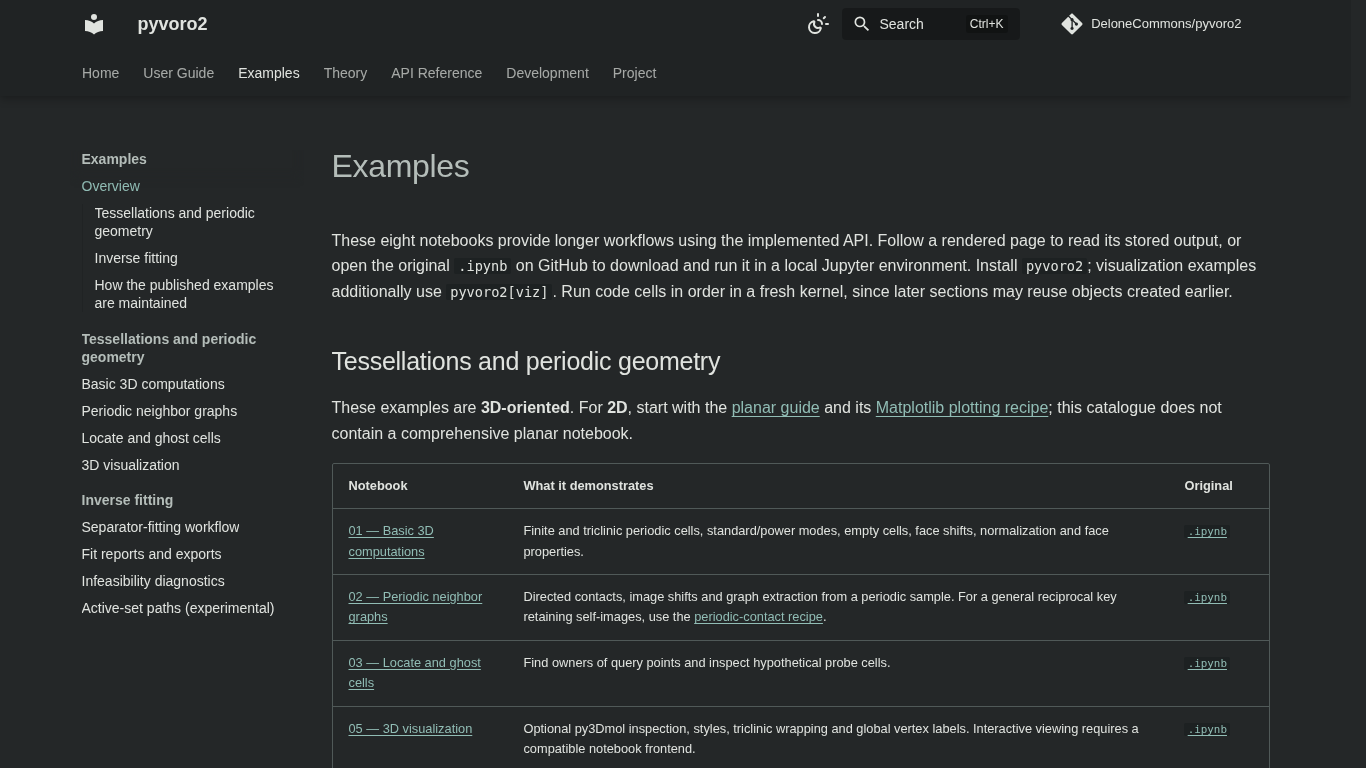 pyvoro2
Search Ctrl+K
DeloneCommons/pyvoro2
Home User Guide Examples Theory API Reference Development Project
Examples
Overview
Tessellations and periodic
geometry
Inverse fitting
How the published examples
are maintained
Tessellations and periodic
geometry
Basic 3D computations
Periodic neighbor graphs
Locate and ghost cells
3D visualization
Inverse fitting
Separator-fitting workflow
Fit reports and exports
Infeasibility diagnostics
Active-set paths (experimental)
Examples
These eight notebooks provide longer workflows using the implemented API. Follow a rendered page to read its stored output, or
open the original .ipynb on GitHub to download and run it in a local Jupyter environment. Install pyvoro2 ; visualization examples
additionally use pyvoro2[viz] . Run code cells in order in a fresh kernel, since later sections may reuse objects created earlier.
Tessellations and periodic geometry
These examples are 3D-oriented. For 2D, start with the planar guide and its Matplotlib plotting recipe; this catalogue does not
contain a comprehensive planar notebook.
Notebook What it demonstrates Original
01 — Basic 3D
computations
Finite and triclinic periodic cells, standard/power modes, empty cells, face shifts, normalization and face
properties.
.ipynb
02 — Periodic neighbor
graphs
Directed contacts, image shifts and graph extraction from a periodic sample. For a general reciprocal key
retaining self-images, use the periodic-contact recipe.
.ipynb
03 — Locate and ghost
cells
Find owners of query points and inspect hypothetical probe cells.
.ipynb
05 — 3D visualization
Optional py3Dmol inspection, styles, triclinic wrapping and global vertex labels. Interactive viewing requires a
compatible notebook frontend.
.ipynb